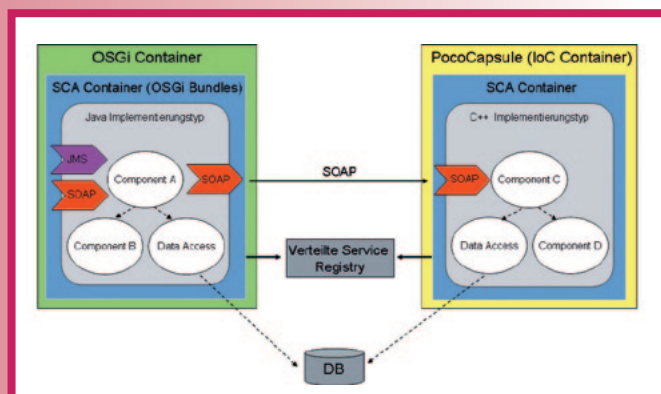 OSGi Container
SCA Container (OSGi Bundles)
Java Implementierungstyp
JMS
SOAP
Component A
SOAP
Component B
Data Access
SOAP
Verteilte Service
Registry
DB
PocoCapsule (IoC Container)
SCA Container
C++ Implementierungstyp
SOAP
Component C
Data Access
Component D